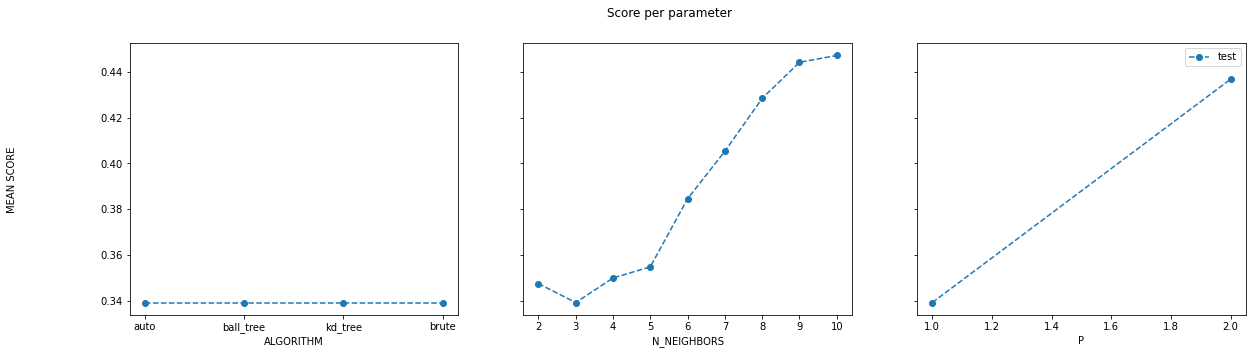 Score per parameter
MEAN SCORE
0.44
0.42
0.40
0.38
0.36
0.34
auto ball_tree kd_tree brute
ALGORITHM
2 3 4 5 6 7 8 9 10
N_NEIGHBORS
test
1.0 1.2 1.4 1.6 1.8 2.0
P